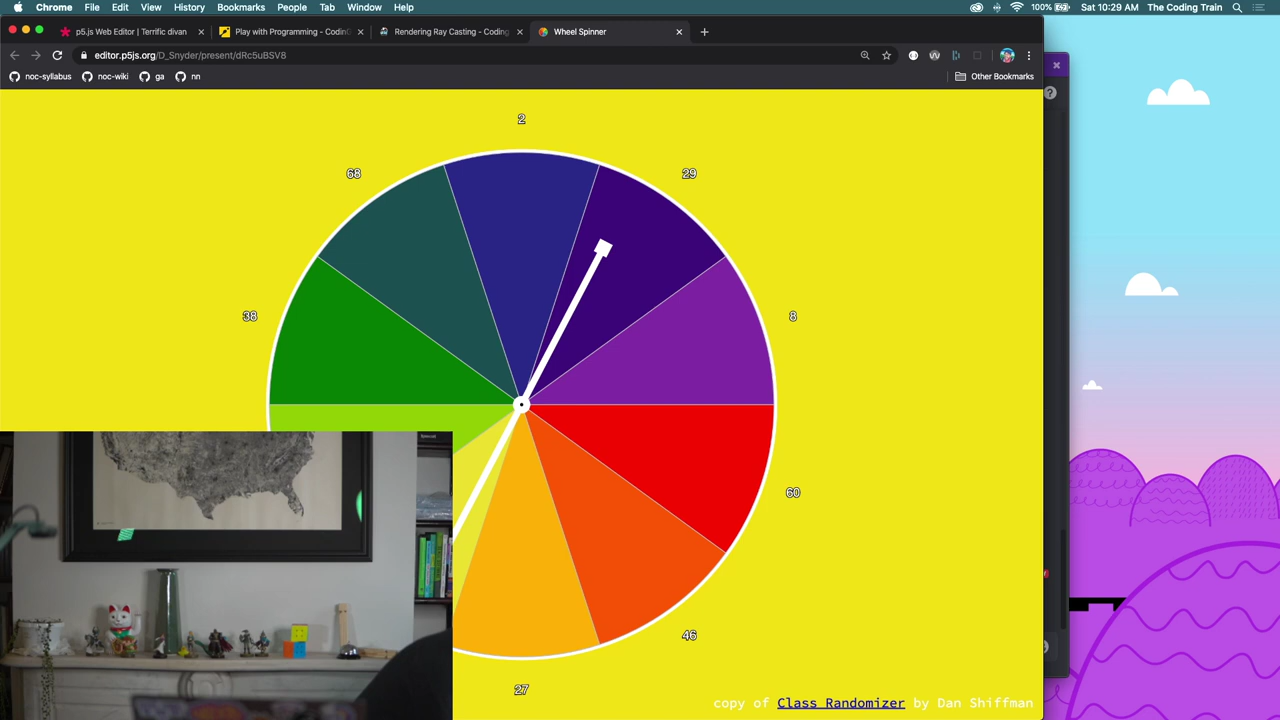 Chrome File Edit View History Bookmarks People Tab Window Help 100% Sat 10:29 AM The Coding Train
p5.js Web Editor | Terrific divan Play with Programming - CodinG Rendering Ray Casting - Coding Wheel Spinner
editor.p5js.org/D_Snyder/present/dRc5uBSV8
noc-syllabus noc-wiki ga nn Other Bookmarks
2
68 29
38 8
60
46
27
copy of Class Randomizer by Dan Shiffman